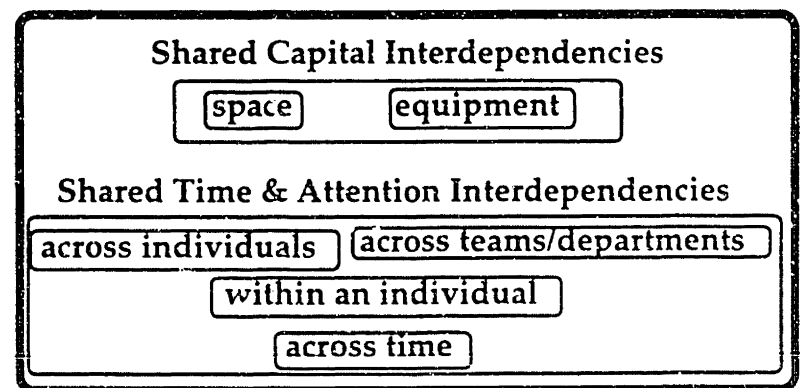 Shared Capital Interdependencies
space equipment
Shared Time & Attention Interdependencies
across individuals across teams/departments
within an individual
across time